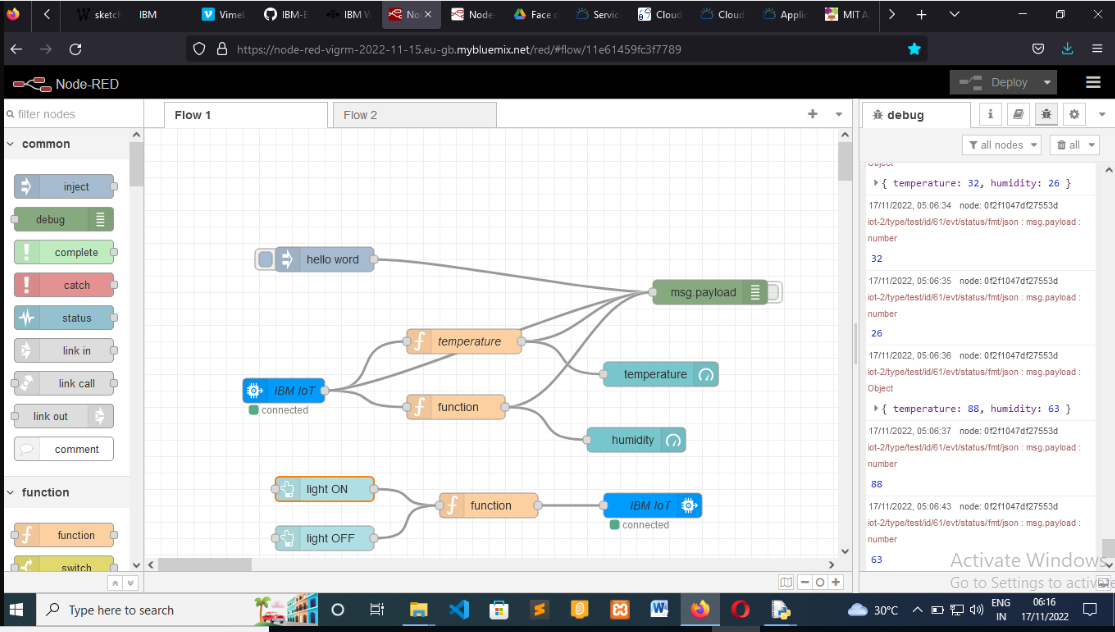 sketch
IBM
Vimeo
IBM-E
IBM W
No
Node-
Face d
Servic
Cloud
Cloud
Applic
MIT A
https://node-red-vigrm-2022-11-15.eu-gb.mybluemix.net/red/#flow/11e61459fc3f7789
Node-RED
Deploy
filter nodes
Flow 1
Flow 2
debug
i
common
all nodes
all
inject
debug
complete
catch
status
link in
link call
link out
comment
function
function
switch
hello word
msg.payload
temperature
temperature
IBM IoT
connected
function
humidity
light ON
function
IBM IoT
connected
light OFF
Object
{ temperature: 32, humidity: 26 }
17/11/2022, 05:06:34 node: 0f2f1047df27553d
iot-2/type/test/id/61/evt/status/fmt/json : msg.payload :
number
32
17/11/2022, 05:06:35 node: 0f2f1047df27553d
iot-2/type/test/id/61/evt/status/fmt/json : msg.payload :
number
26
17/11/2022, 05:06:36 node: 0f2f1047df27553d
iot-2/type/test/id/61/evt/status/fmt/json : msg.payload :
Object
{ temperature: 88, humidity: 63 }
17/11/2022, 05:06:37 node: 0f2f1047df27553d
iot-2/type/test/id/61/evt/status/fmt/json : msg.payload :
number
88
17/11/2022, 05:06:43 node: 0f2f1047df27553d
iot-2/type/test/id/61/evt/status/fmt/json : msg.payload :
number
63
Activate Windows
Go to Settings to activate
Type here to search
30°C
ENG
IN
06:16
17/11/2022